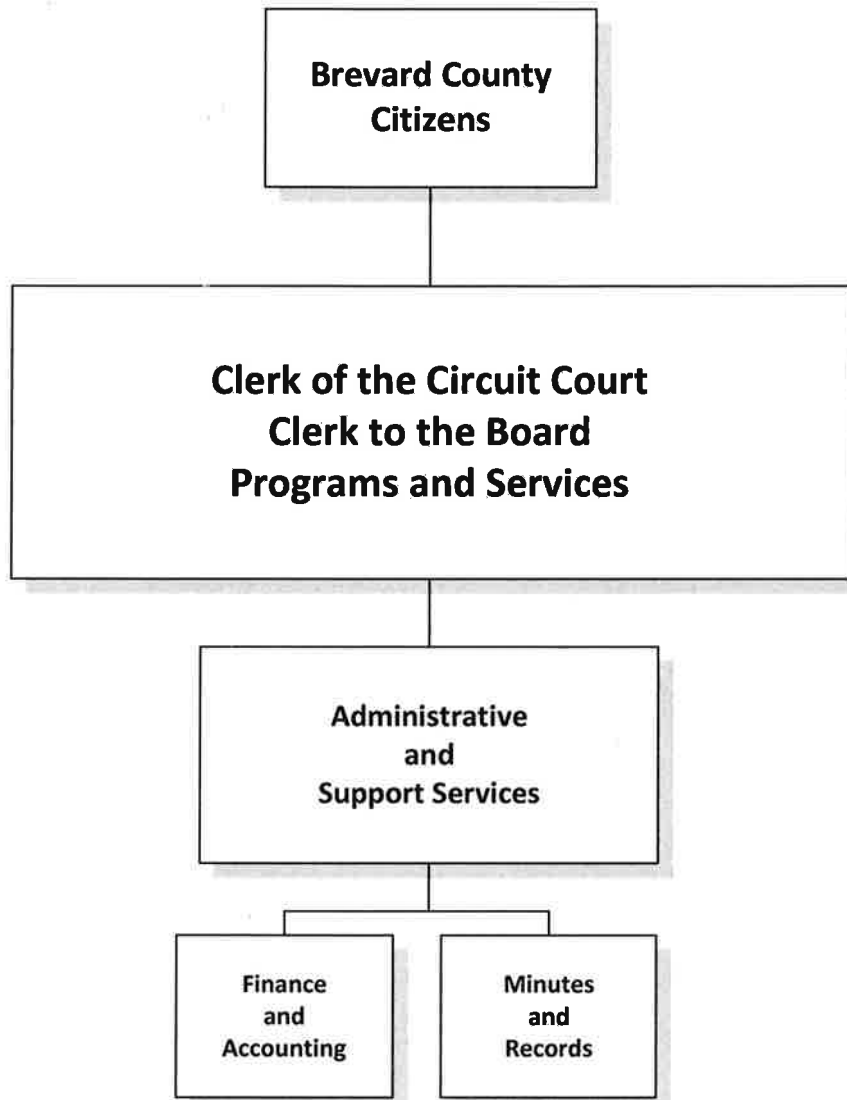 Brevard County
Citizens
Clerk of the Circuit Court
Clerk to the Board
Programs and Services
Administrative
and
Support Services
Finance
and
Accounting
Minutes
and
Records